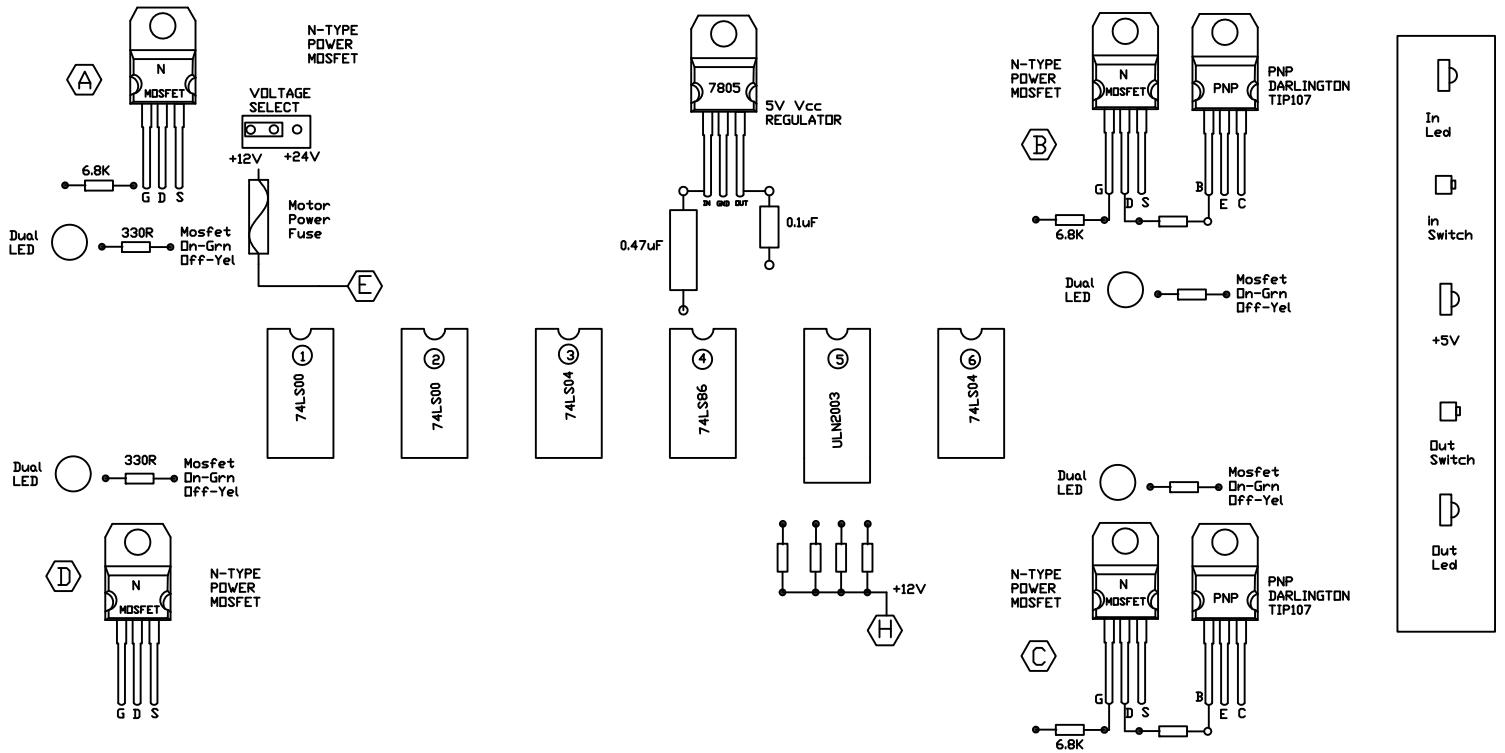 A
N
MOSFET
6.8K
G D S
N-TYPE
POWER
MOSFET
VOLTAGE
SELECT
+12V +24V
Motor
Power
Fuse
E
Dual
LED
330R
Mosfet
On-Grn
Off-Yel
7805
5V Vcc
REGULATOR
IN GND OUT
0.47uF
0.1uF
N-TYPE
POWER
MOSFET
B
N
MOSFET
PNP
PNP
DARLINGTON
TIP107
G
D S
B
E C
6.8K
Dual
LED
Mosfet
On-Grn
Off-Yel
1
74LS00
2
74LS00
3
74LS04
4
74LS86
5
ULN2003
6
74LS04
Dual
LED
330R
Mosfet
On-Grn
Off-Yel
D
N
MOSFET
G D S
N-TYPE
POWER
MOSFET
+12V
H
Dual
LED
Mosfet
On-Grn
Off-Yel
N-TYPE
POWER
MOSFET
C
N
MOSFET
PNP
PNP
DARLINGTON
TIP107
G
D S
B
E C
6.8K
In
Led
in
Switch
+5V
Out
Switch
Out
Led